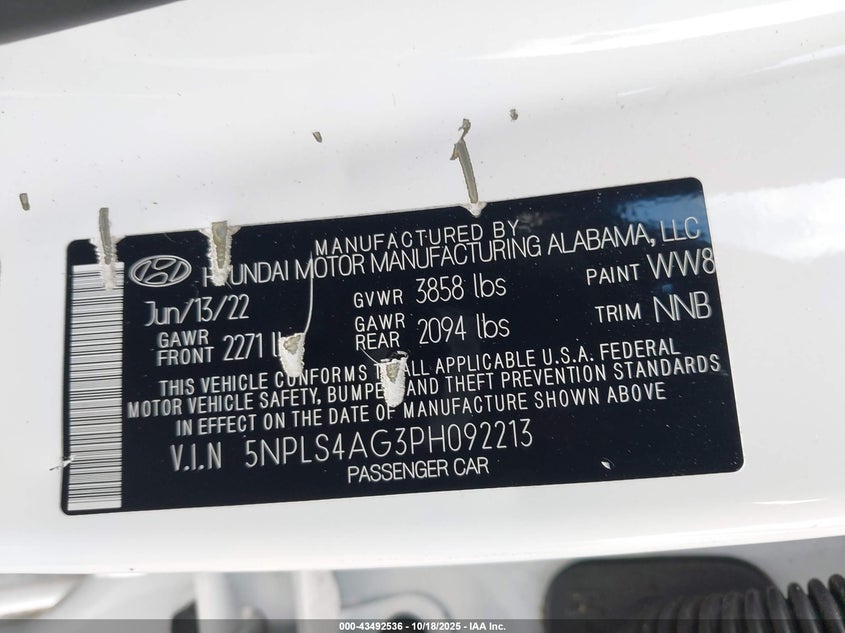 MANUFACTURED BY
HYUNDAI MOTOR MANUFACTURING ALABAMA, LLC
Jun/13/22 GVWR 3858 lbs PAINT WW8
GAWR FRONT 2271 lbs GAWR REAR 2094 lbs TRIM NNB
THIS VEHICLE CONFORMS TO ALL APPLICABLE U.S.A. FEDERAL
MOTOR VEHICLE SAFETY, BUMPER, AND THEFT PREVENTION STANDARDS
IN EFFECT ON THE DATE OF MANUFACTURE SHOWN ABOVE
V.I.N 5NPLS4AG3PH092213
PASSENGER CAR
000-43492536 - 10/18/2025 - IAA Inc.